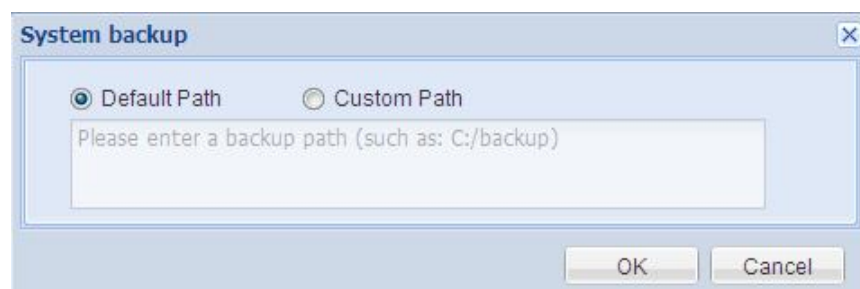 System backup
Default Path Custom Path
Please enter a backup path (such as: C:/backup)
OK Cancel